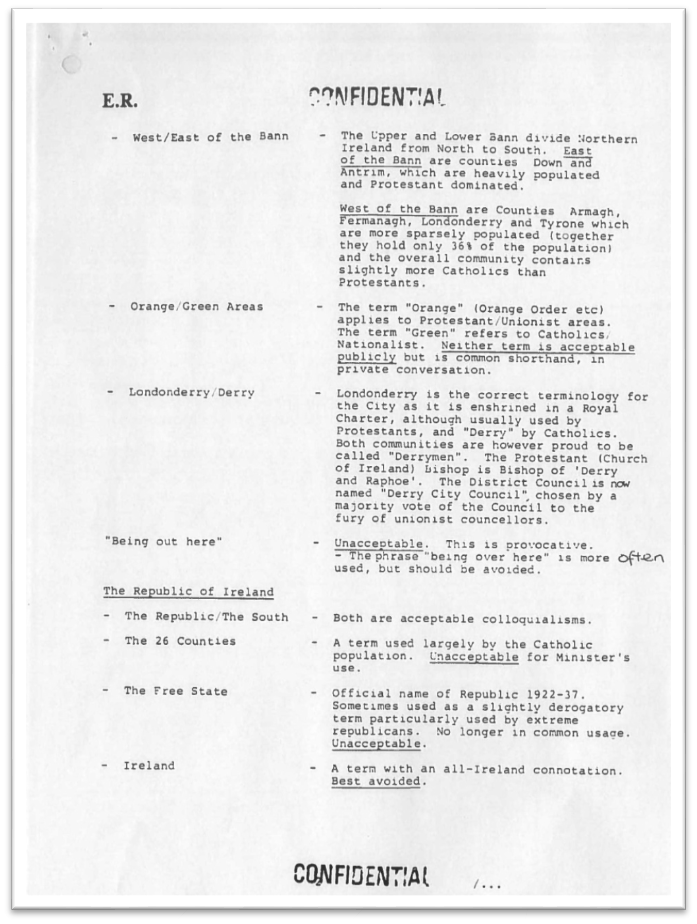 E.R.
CONFIDENTIAL
- West/East of the Bann - The Upper and Lower Bann divide Northern
Ireland from North to South. East
of the Bann are counties Down and
Antrim, which are heavily populated
and Protestant dominated.
West of the Bann are Counties Armagh,
Fermanagh, Londonderry and Tyrone which
are more sparsely populated (together
they hold only 36% of the population)
and the overall community contains
slightly more Catholics than
Protestants.
- Orange/Green Areas - The term "Orange" (Orange Order etc)
applies to Protestant/Unionist areas.
The term "Green" refers to Catholics/
Nationalist. Neither term is acceptable
publicly but is common shorthand, in
private conversation.
- Londonderry/Derry - Londonderry is the correct terminology for
the City as it is enshrined in a Royal
Charter, although usually used by
Protestants, and "Derry" by Catholics.
Both communities are however proud to be
called "Derrymen". The Protestant (Church
of Ireland) Bishop is Bishop of 'Derry
and Raphoe'. The District Council is now
named "Derry City Council", chosen by a
majority vote of the Council to the
fury of unionist councellors.
"Being out here" - Unacceptable. This is provocative.
- The phrase "being over here" is more often
used, but should be avoided.
The Republic of Ireland
- The Republic/The South - Both are acceptable colloquialisms.
- The 26 Counties - A term used largely by the Catholic
population. Unacceptable for Minister's
use.
- The Free State - Official name of Republic 1922-37.
Sometimes used as a slightly derogatory
term particularly used by extreme
republicans. No longer in common usage.
Unacceptable.
- Ireland - A term with an all-Ireland connotation.
Best avoided.
CONFIDENTIAL
/...